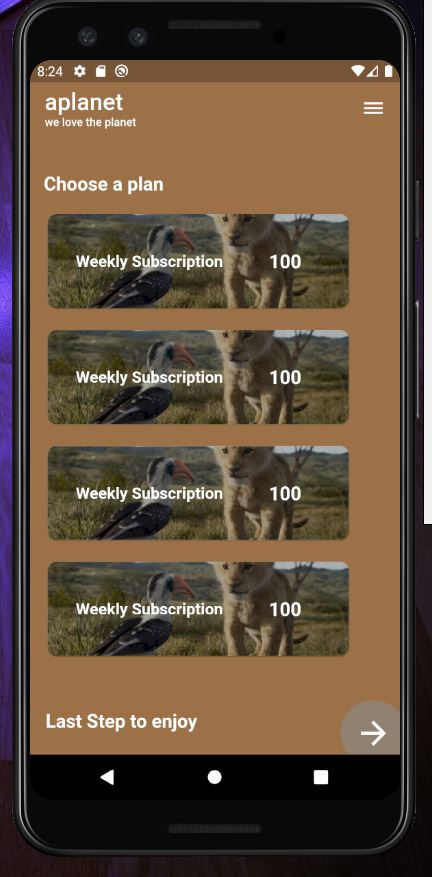 8:24
aplanet
we love the planet
Choose a plan
Weekly Subscription 100
Weekly Subscription 100
Weekly Subscription 100
Weekly Subscription 100
Last Step to enjoy